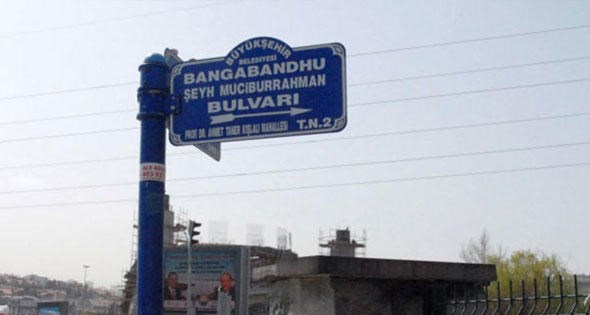 BÜYÜKŞEHİR
BELEDİYESİ
BANGABANDHU
ŞEYH MUCİBURRAHMAN
BULVARI
PROF. DR. AHMET TANER KIŞLALI MAHALLESİ T.N.2